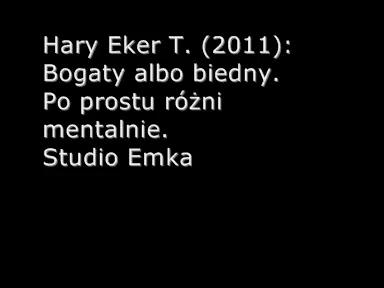 Hary Eker T. (2011):
Bogaty albo biedny.
Po prostu różni
mentalnie.
Studio Emka